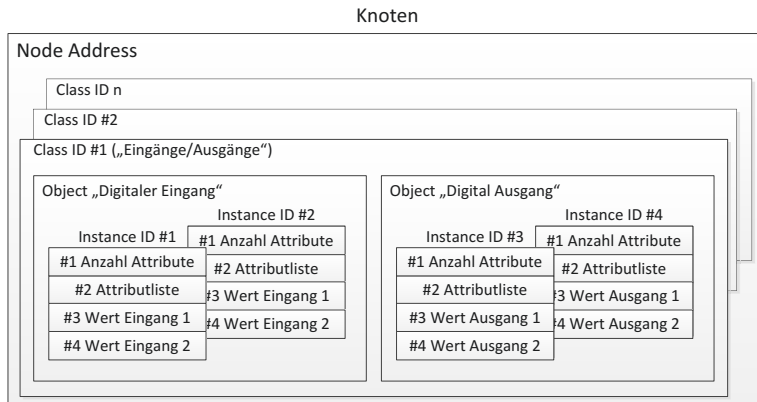 Knoten
Node Address
Class ID n
Class ID #2
Class ID #1 („Eingänge/Ausgänge“)
Object „Digitaler Eingang“
Instance ID #2
Instance ID #1
#1 Anzahl Attribute
#1 Anzahl Attribute
#2 Attributliste
#2 Attributliste
#3 Wert Eingang 1
#3 Wert Eingang 1
#4 Wert Eingang 2
#4 Wert Eingang 2
Object „Digital Ausgang“
Instance ID #4
Instance ID #3
#1 Anzahl Attribute
#1 Anzahl Attribute
#2 Attributliste
#2 Attributliste
#3 Wert Ausgang 1
#3 Wert Ausgang 1
#4 Wert Ausgang 2
#4 Wert Ausgang 2